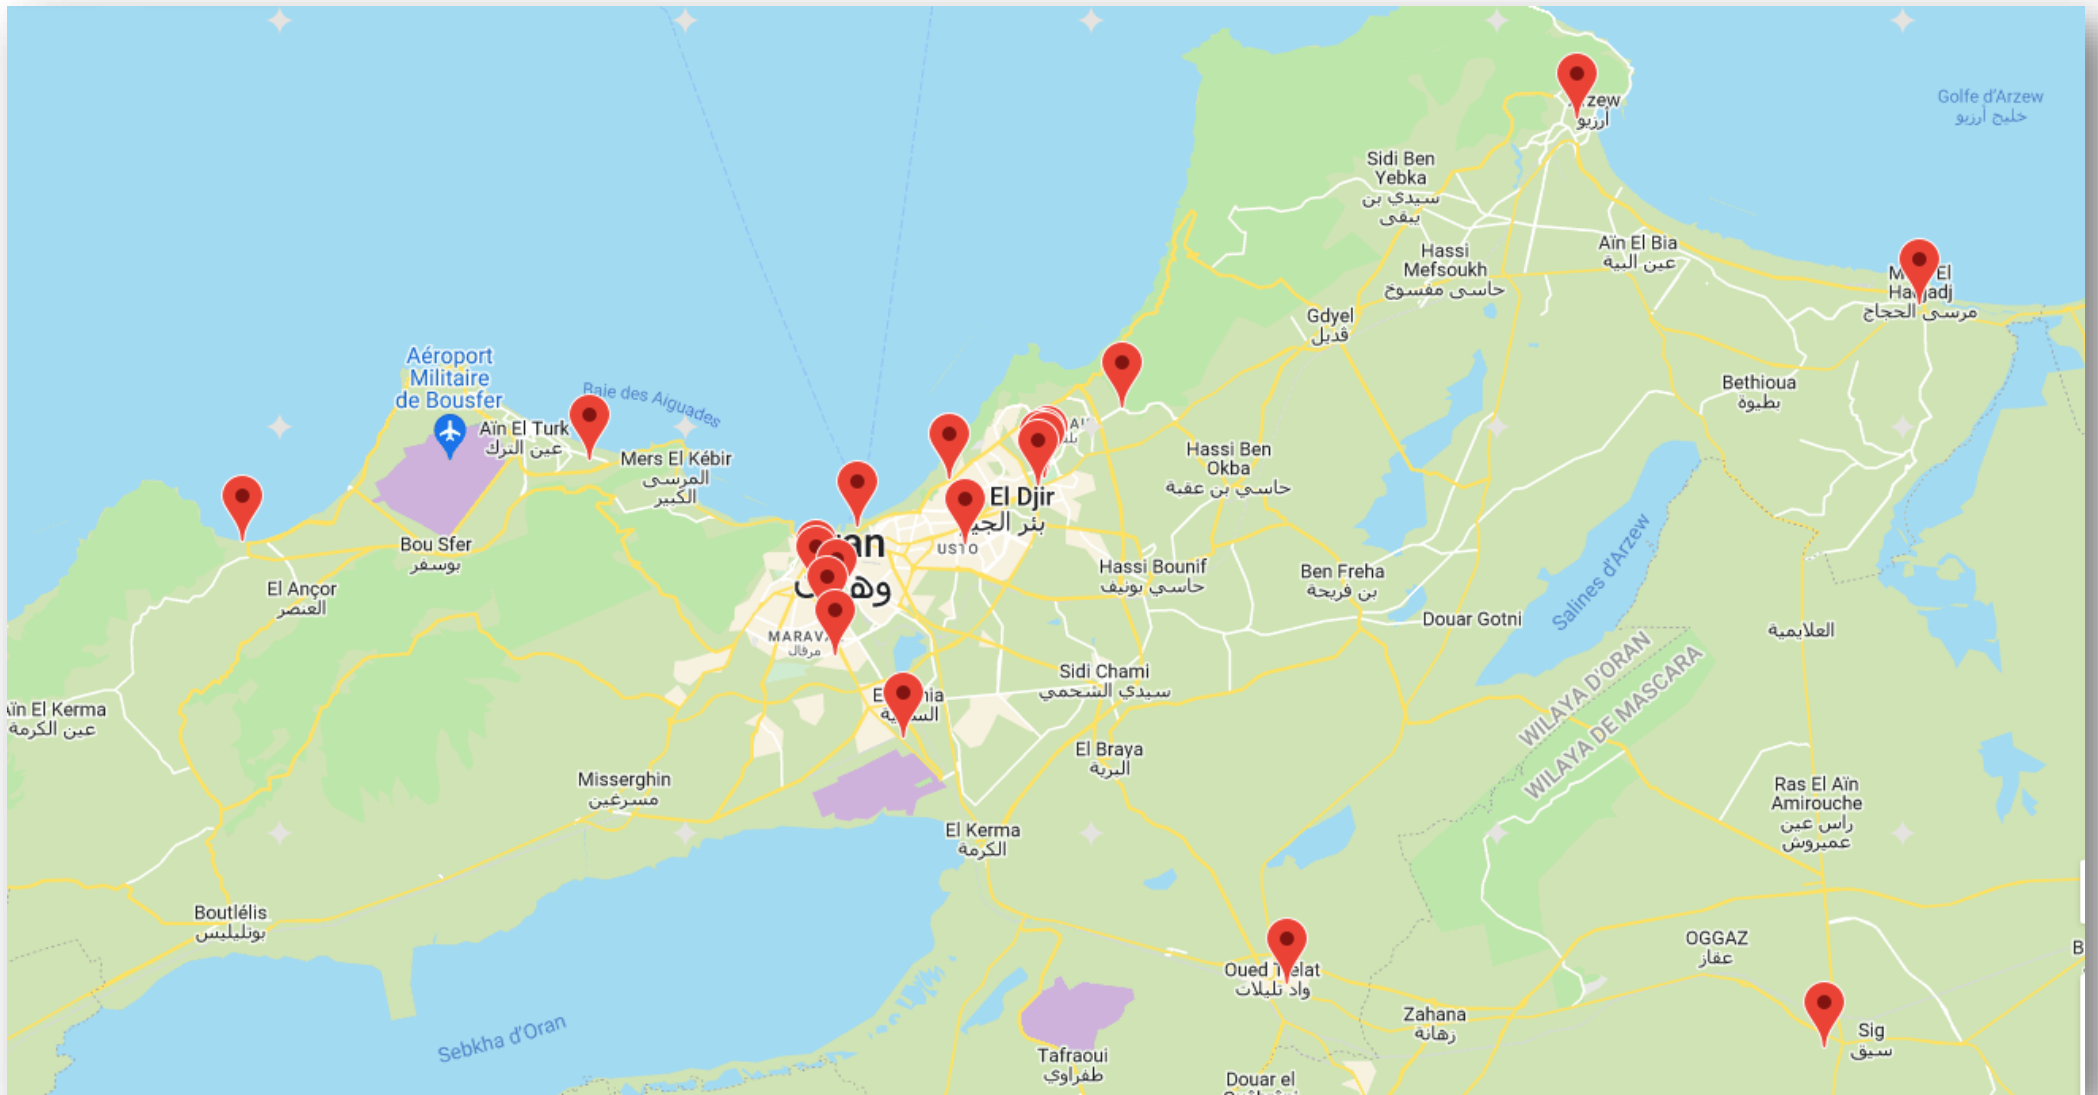 Golfe d'Arzew
خليج أرزيو
أرزيو
Sidi Ben
Yebka
سيدي بن
يبقى
Hassi
Mefsoukh
حاسى مفسوخ
Aïn El Bia
عين البية
مرسى الحجاج
Gdyel
قديل
Bethioua
بطيوة
Aéroport
Militaire
de Bousfer
Baie des Aiguades
Aïn El Turk
عين الترك
Mers El Kébir
المرسى
الكبير
Hassi Ben
Okba
حاسي بن عقبة
El Djir
بئر الجير
USTO
Bou Sfer
بوسفر
El Ançor
العنصر
Hassi Bounif
حاسي بونيف
Ben Freha
بن فريحة
Douar Gotni
Salines d'Arzew
العلايمية
مرفال
WILAYA D'ORAN
WILAYA DE MASCARA
Sidi Chami
سيدي الشحمي
Aïn El Kerma
عين الكرمة
El Braya
البرية
Misserghin
مسرغين
Ras El Aïn
Amirouche
راس عين
عميروش
El Kerma
الكرمة
Boutlélis
بوتليليس
OGGAZ
عقاز
Oued
واد تليلات
Zahana
زهانة
Sig
سيق
Sebkha d'Oran
Tafraoui
طفراوي
Douar el